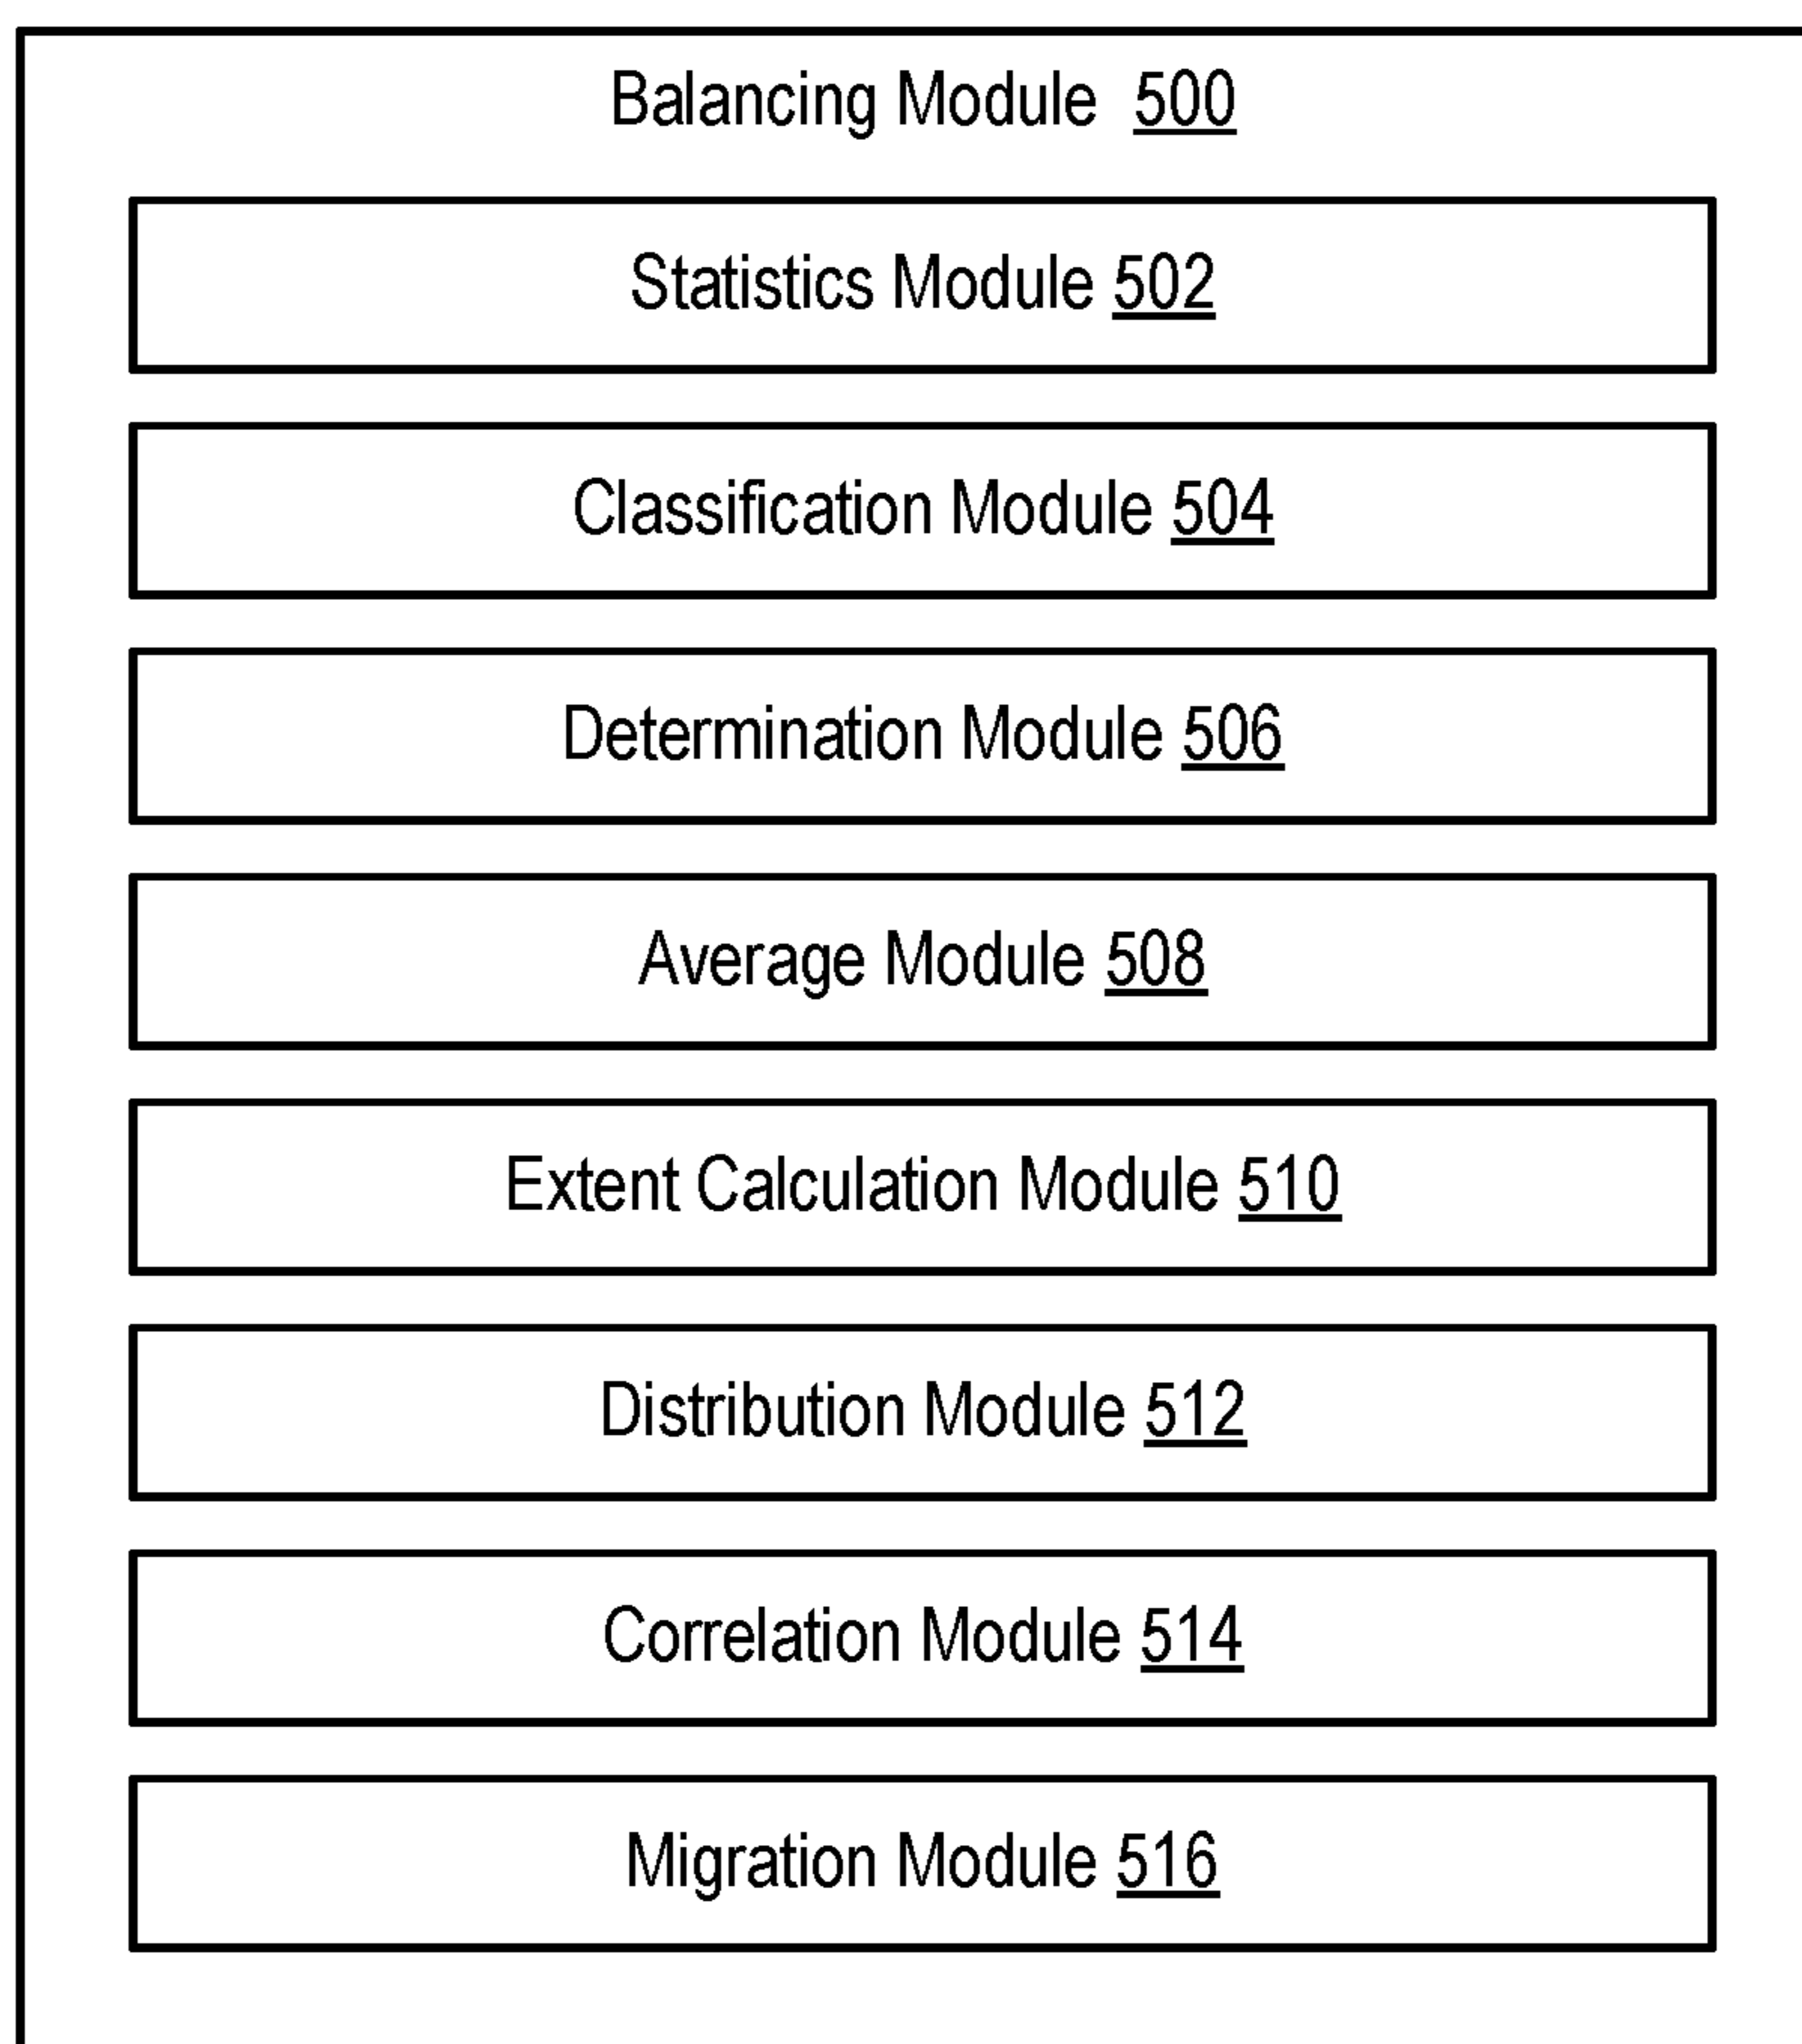 Balancing Module 500
Statistics Module 502
Classification Module 504
Determination Module 506
Average Module 508
Extent Calculation Module 510
Distribution Module 512
Correlation Module 514
Migration Module 516